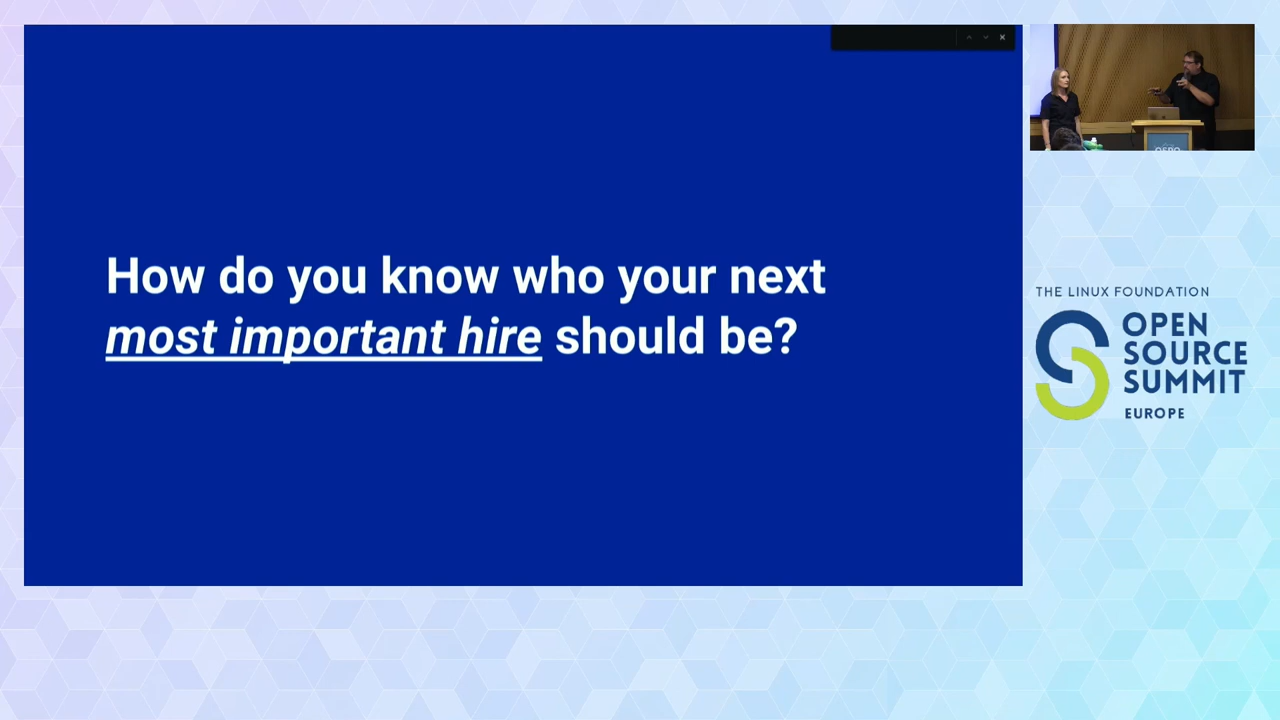 How do you know who your next
most important hire should be?
THE LINUX FOUNDATION
OPEN
SOURCE
SUMMIT
EUROPE